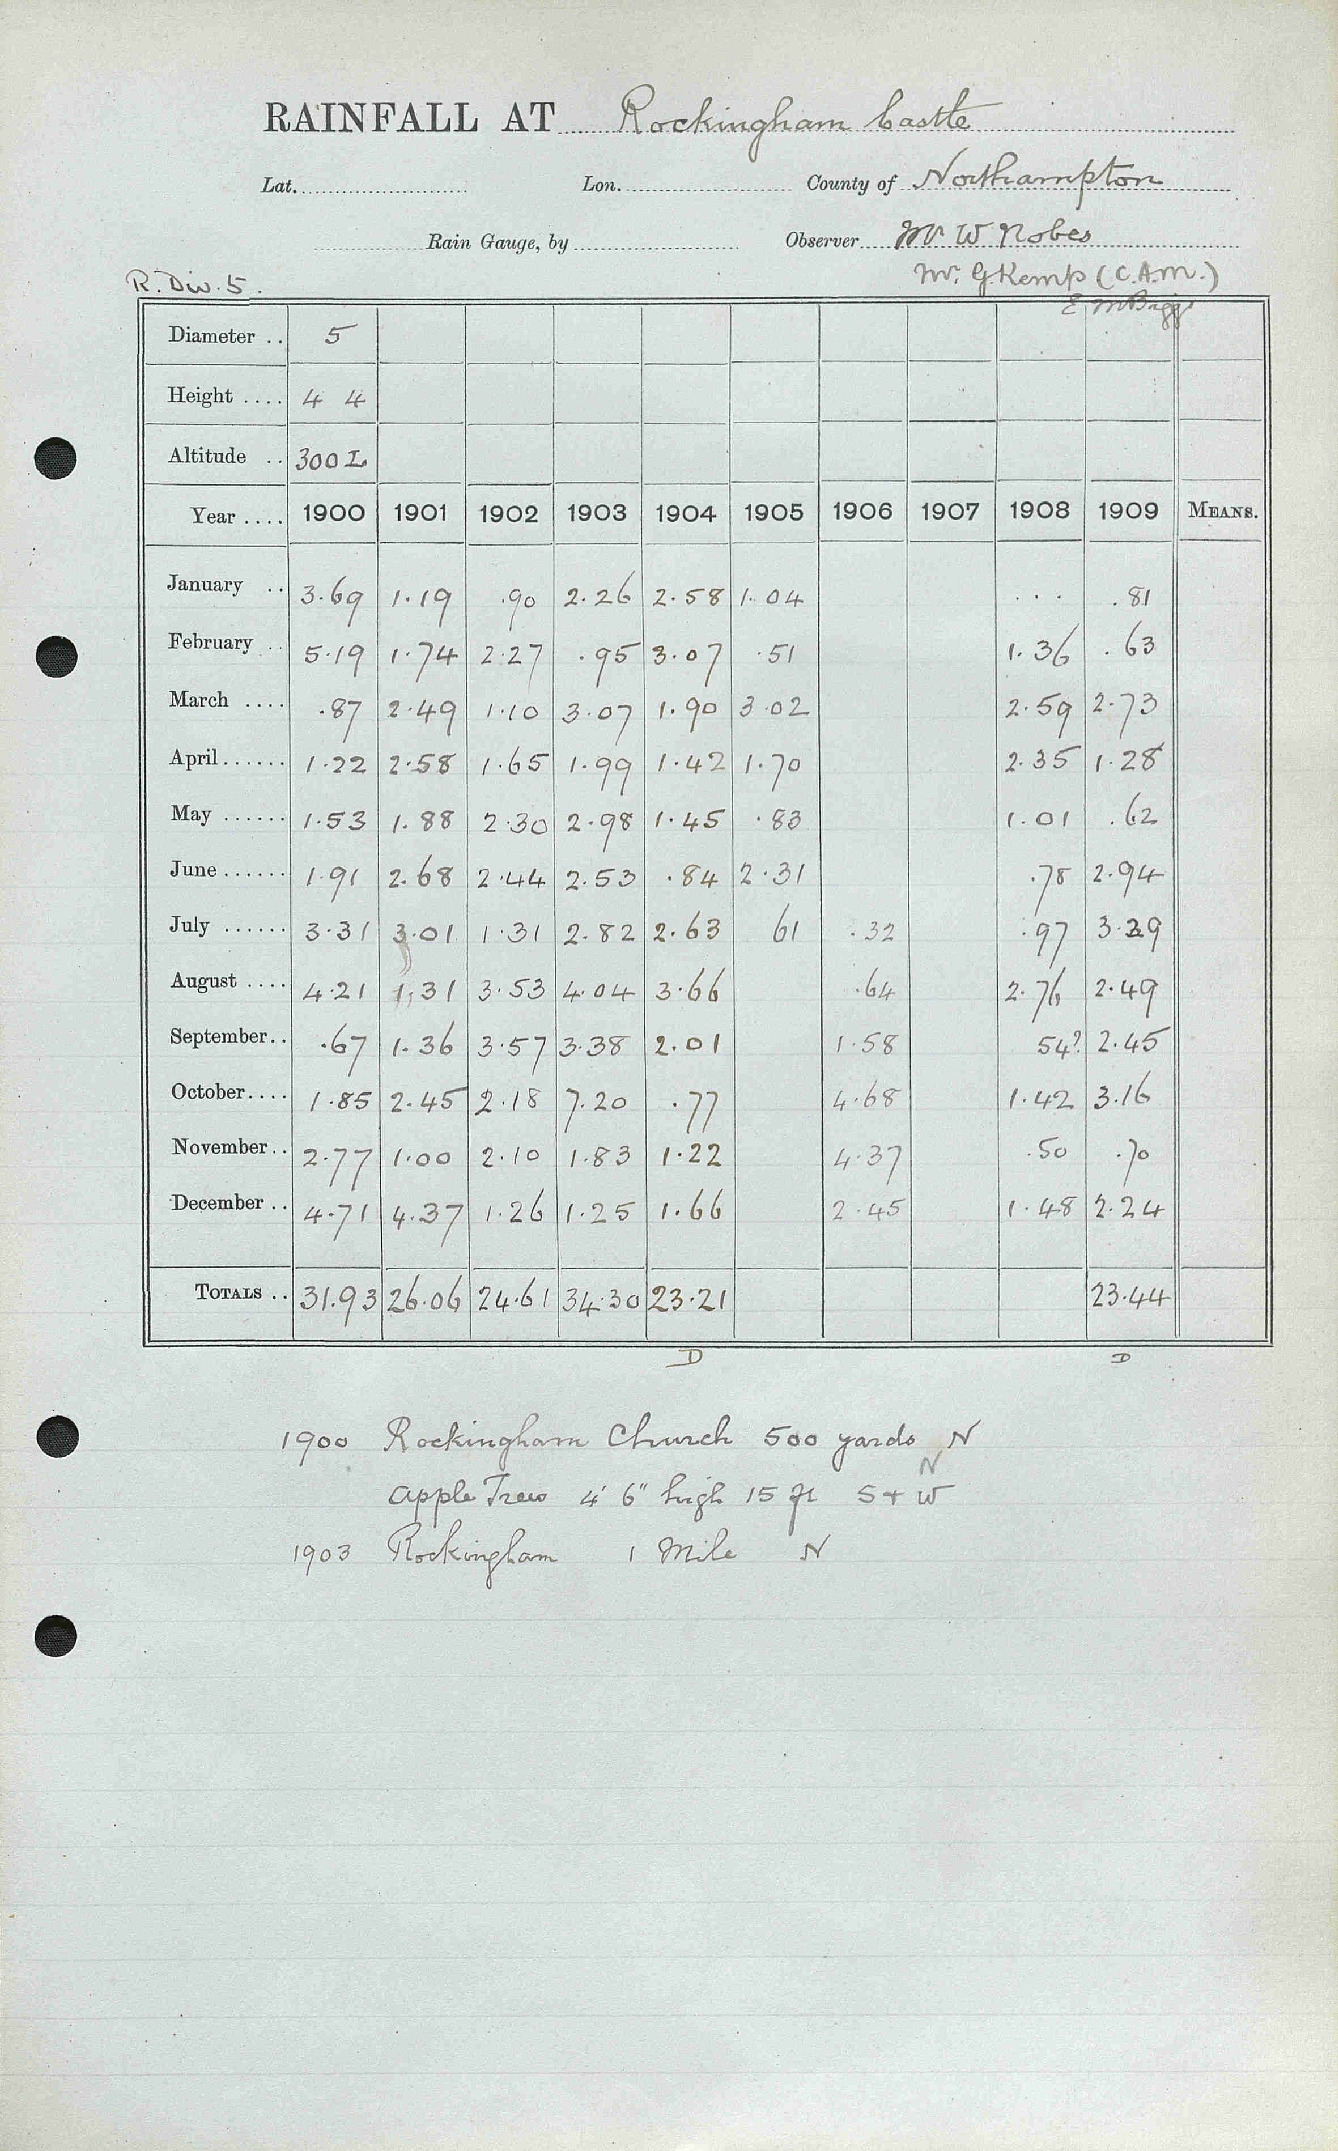 RAINFALL AT Rockingham Castle
Lat. Lon. County of Northampton
Rain Gauge, by Observer Mr W Nobes
R. Div. 5. Mr. G Kemp (C.A.M.)
E M Biggs
Diameter .. 5
Height .... 4 4
Altitude .. 300 L
Year .... 1900 1901 1902 1903 1904 1905 1906 1907 1908 1909 MEANS.
January .. 3.69 1.19 .90 2.26 2.58 1.04 ... .81
February .. 5.19 1.74 2.27 .95 3.07 .51 1.36 .63
March .... .87 2.49 1.10 3.07 1.90 3.02 2.59 2.73
April...... 1.22 2.58 1.65 1.99 1.42 1.70 2.35 1.28
May ...... 1.53 1.88 2.30 2.98 1.45 .83 1.01 .62
June...... 1.91 2.68 2.44 2.53 .84 2.31 .78 2.94
July ...... 3.31 3.01 1.31 2.82 2.63 61 .32 .97 3.39
August .... 4.21 1.31 3.53 4.04 3.66 .64 2.76 2.49
September.. .67 1.36 3.57 3.38 2.01 1.58 54? 2.45
October.... 1.85 2.45 2.18 7.20 .77 4.68 1.42 3.16
November.. 2.77 1.00 2.10 1.83 1.22 4.37 .50 .70
December .. 4.71 4.37 1.26 1.25 1.66 2.45 1.48 2.24
TOTALS .. 31.93 26.06 24.61 34.30 23.21 23.44
D D
1900 Rockingham Church 500 yards N
N
Apple Trees 4' 6" high 15 ft S + W
1903 Rockingham 1 Mile N